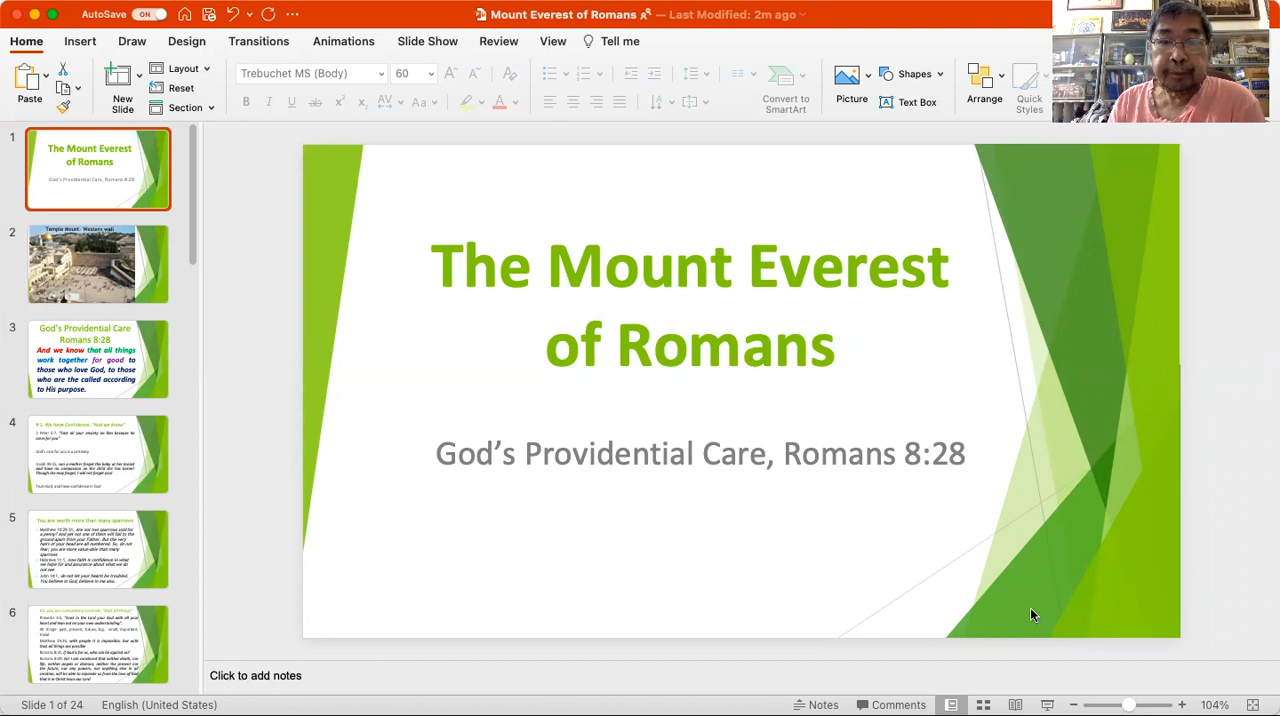 AutoSave ON
Mount Everest of Romans — Last Modified: 2m ago
Home Insert Draw Design Transitions Animations Slide Show Review View Tell me
Paste
New
Slide
Layout
Reset
Section
Trebuchet MS (Body) 60
Convert to
SmartArt
Picture
Shapes
Text Box
Arrange
Quick
Styles
1
The Mount Everest
of Romans
God's Providential Care, Romans 8:28
2
Temple Mount- Western wall
3
God's Providential Care
Romans 8:28
And we know that all things
work together for good to
those who love God, to those
who are the called according
to His purpose.
4
5
You are worth more than many sparrows
6
The Mount Everest
of Romans
God's Providential Care, Romans 8:28
Click to add notes
Slide 1 of 24 English (United States) Notes Comments 104%